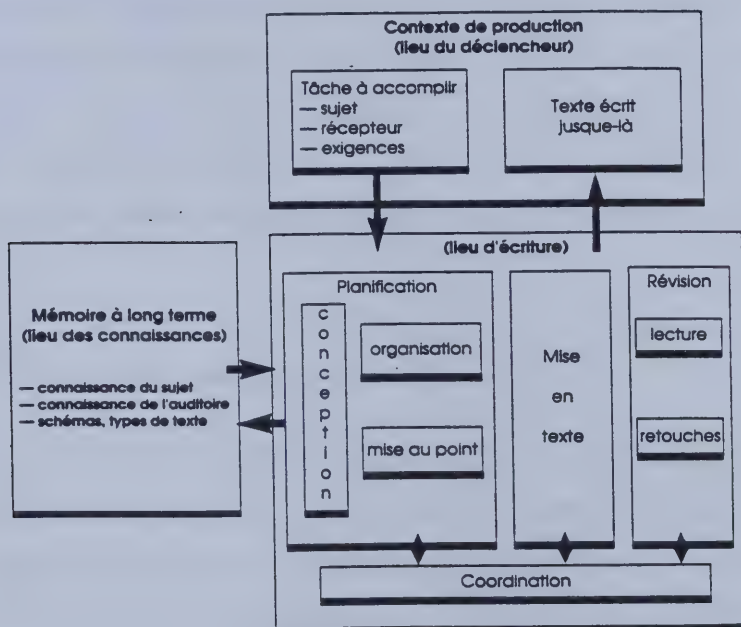 Contexte de production
(lieu du déclencheur)
Tâche à accomplir
— sujet
— récepteur
— exigences
Texte écrit
jusque-là
Mémoire à long terme
(lieu des connaissances)
— connaissance du sujet
— connaissance de l'auditoire
— schémas, types de texte
(lieu d'écriture)
Planification
conception
organisation
mise au point
Mise
en
texte
Révision
lecture
retouches
Coordination